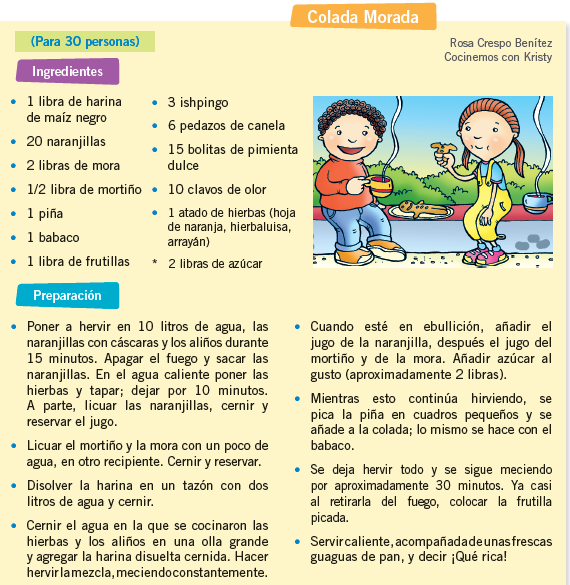 Colada Morada
(Para 30 personas)
Rosa Crespo Benítez
Cocinemos con Kristy
Ingredientes
• 1 libra de harina
de maíz negro
• 20 naranjillas
• 2 libras de mora
• 1/2 libra de mortiño
• 1 piña
• 1 babaco
• 1 libra de frutillas
• 3 ishpingo
• 6 pedazos de canela
• 15 bolitas de pimienta
dulce
• 10 clavos de olor
• 1 atado de hierbas (hoja
de naranja, hierbaluisa,
arrayán)
* 2 libras de azúcar
Preparación
• Poner a hervir en 10 litros de agua, las
naranjillas con cáscaras y los aliños durante
15 minutos. Apagar el fuego y sacar las
naranjillas. En el agua caliente poner las
hierbas y tapar; dejar por 10 minutos.
A parte, licuar las naranjillas, cernir y
reservar el jugo.
• Licuar el mortiño y la mora con un poco de
agua, en otro recipiente. Cernir y reservar.
• Disolver la harina en un tazón con dos
litros de agua y cernir.
• Cernir el agua en la que se cocinaron las
hierbas y los aliños en una olla grande
y agregar la harina disuelta cernida. Hacer
hervir la mezcla, meciendo constantemente.
• Cuando esté en ebullición, añadir el
jugo de la naranjilla, después el jugo del
mortiño y de la mora. Añadir azúcar al
gusto (aproximadamente 2 libras).
• Mientras esto continúa hirviendo, se
pica la piña en cuadros pequeños y se
añade a la colada; lo mismo se hace con el
babaco.
• Se deja hervir todo y se sigue meciendo
por aproximadamente 30 minutos. Ya casi
al retirarla del fuego, colocar la frutilla
picada.
• Servir caliente, acompañada de unas frescas
guaguas de pan, y decir ¡Qué rica!